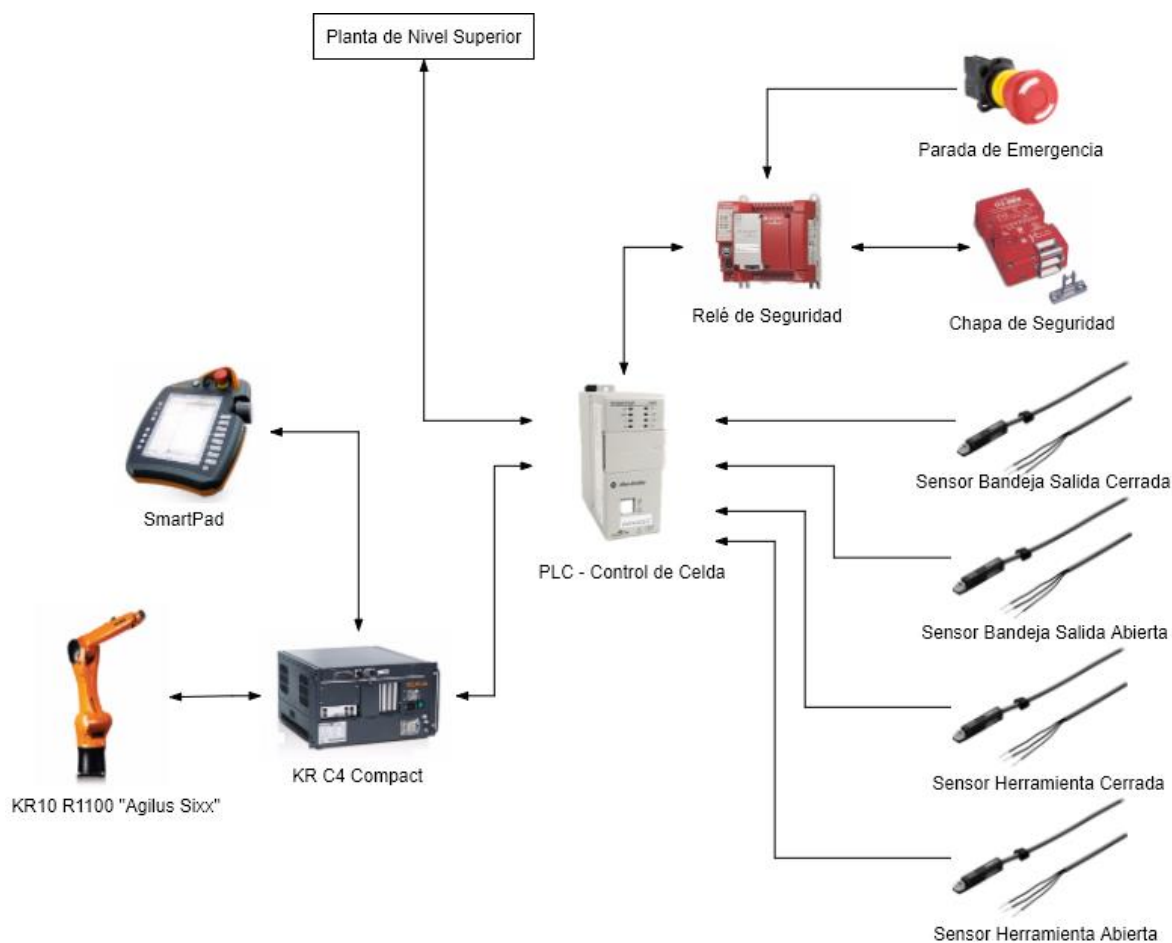 Planta de Nivel Superior
Parada de Emergencia
Relé de Seguridad
Chapa de Seguridad
SmartPad
Sensor Bandeja Salida Cerrada
PLC - Control de Celda
Sensor Bandeja Salida Abierta
KR C4 Compact
KR10 R1100 "Agilus Sixx"
Sensor Herramienta Cerrada
Sensor Herramienta Abierta